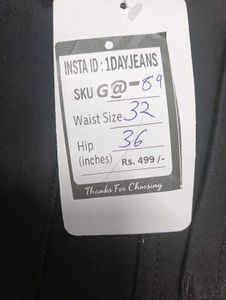 INSTA ID : 1DAYJEANS
SKU G@-89
Waist Size 32
Hip 36
(inches) Rs. 499 /-
Thanks For Choosing